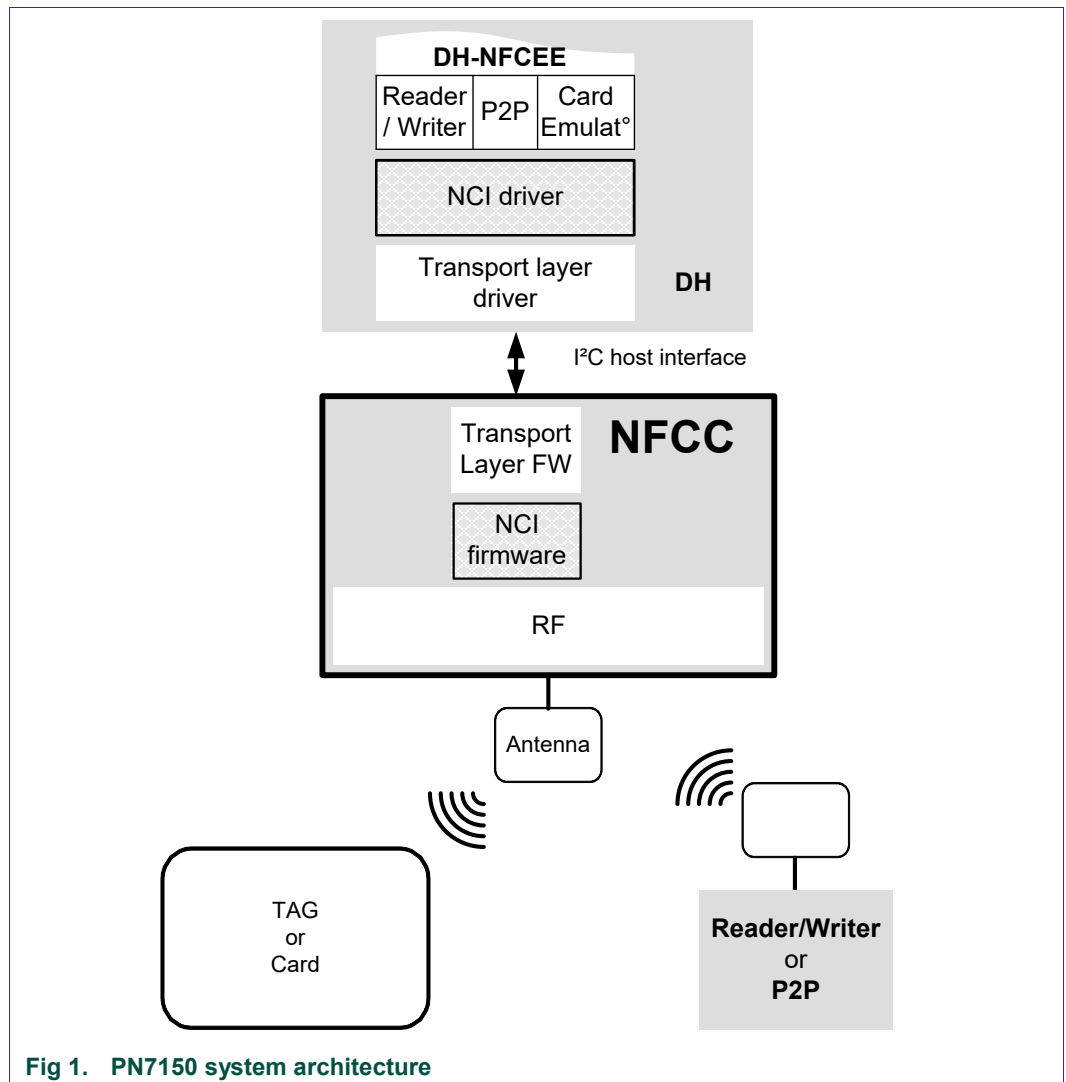 DH-NFCEE
Reader
/ Writer
P2P
Card
Emulat°
NCI driver
Transport layer
driver
DH
I²C host interface
NFCC
Transport
Layer FW
NCI
firmware
RF
Antenna
TAG
or
Card
Reader/Writer
or
P2P
Fig 1. PN7150 system architecture